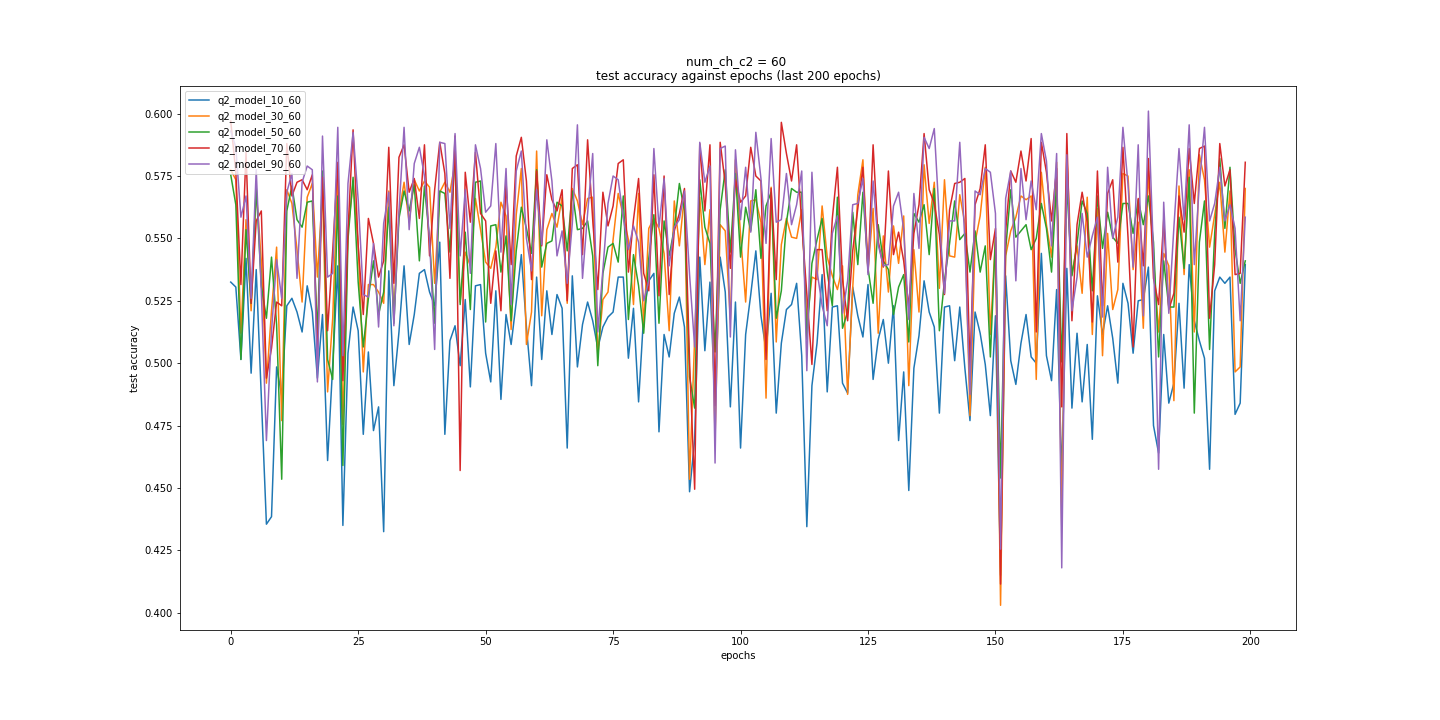 num_ch_c2 = 60
test accuracy against epochs (last 200 epochs)
q2_model_10_60
q2_model_30_60
q2_model_50_60
q2_model_70_60
q2_model_90_60
0.600
0.575
0.550
0.525
0.500
0.475
0.450
0.425
0.400
test accuracy
0 25 50 75 100 125 150 175 200
epochs